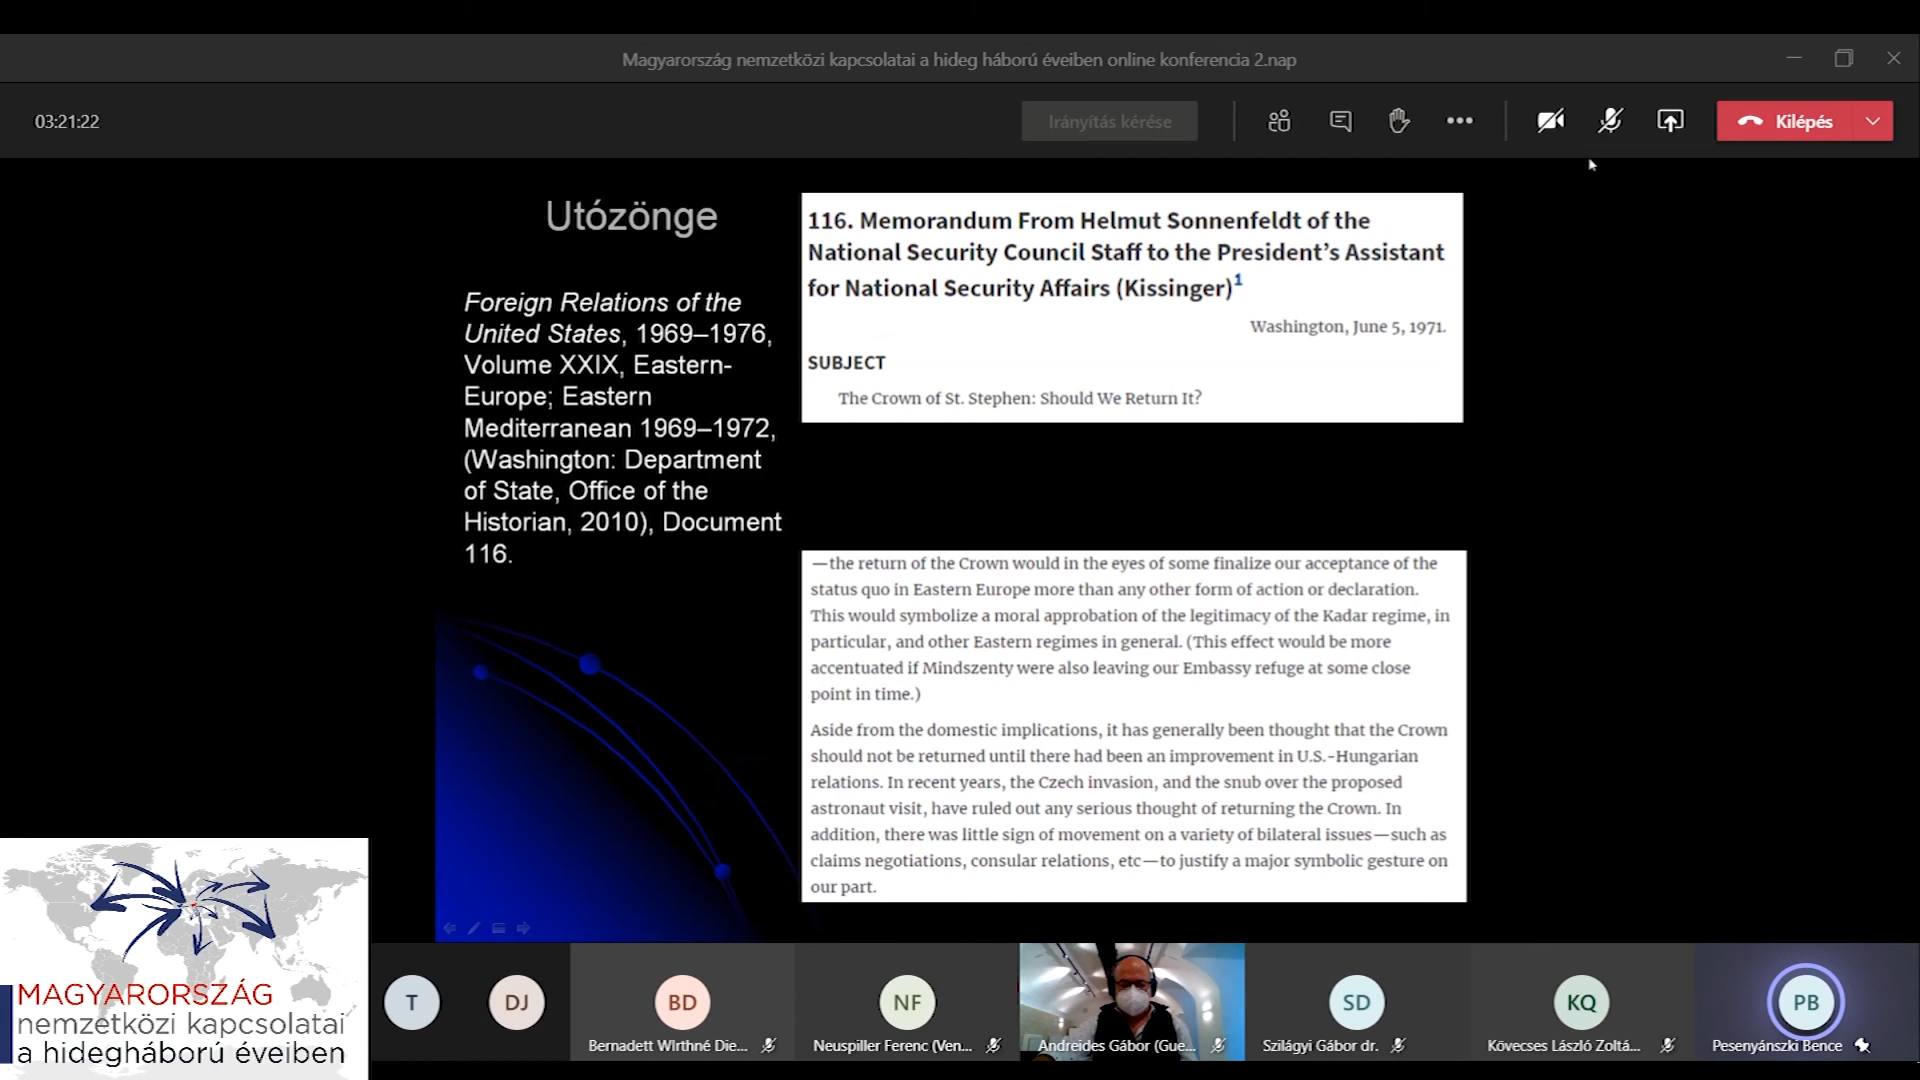 Magyarország nemzetközi kapcsolatai a hideg háború éveiben online konferencia 2.nap
03:21:22
Irányítás kérése
Kilépés
Utózönge
Foreign Relations of the
United States, 1969–1976,
Volume XXIX, Eastern-
Europe; Eastern
Mediterranean 1969–1972,
(Washington: Department
of State, Office of the
Historian, 2010), Document
116.
116. Memorandum From Helmut Sonnenfeldt of the
National Security Council Staff to the President’s Assistant
for National Security Affairs (Kissinger)1
Washington, June 5, 1971.
SUBJECT
The Crown of St. Stephen: Should We Return It?
—the return of the Crown would in the eyes of some finalize our acceptance of the
status quo in Eastern Europe more than any other form of action or declaration.
This would symbolize a moral approbation of the legitimacy of the Kadar regime, in
particular, and other Eastern regimes in general. (This effect would be more
accentuated if Mindszenty were also leaving our Embassy refuge at some close
point in time.)
Aside from the domestic implications, it has generally been thought that the Crown
should not be returned until there had been an improvement in U.S.-Hungarian
relations. In recent years, the Czech invasion, and the snub over the proposed
astronaut visit, have ruled out any serious thought of returning the Crown. In
addition, there was little sign of movement on a variety of bilateral issues—such as
claims negotiations, consular relations, etc—to justify a major symbolic gesture on
our part.
MAGYARORSZÁG
nemzetközi kapcsolatai
a hidegháború éveiben
T
DJ
BD
Bernadett WIrthné Die...
NF
Neuspiller Ferenc (Ven...
Andreides Gábor (Gue...
SD
Szilágyi Gábor dr.
KQ
Kövecses László Zoltá...
PB
Pesenyánszki Bence